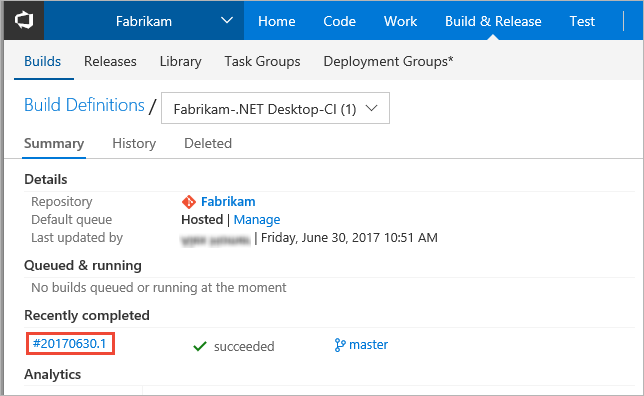 Fabrikam Home Code Work Build & Release Test
Builds Releases Library Task Groups Deployment Groups*
Build Definitions / Fabrikam-.NET Desktop-CI (1)
Summary History Deleted
Details
Repository Fabrikam
Default queue Hosted | Manage
Last updated by | Friday, June 30, 2017 10:51 AM
Queued & running
No builds queued or running at the moment
Recently completed
#20170630.1 succeeded master
Analytics